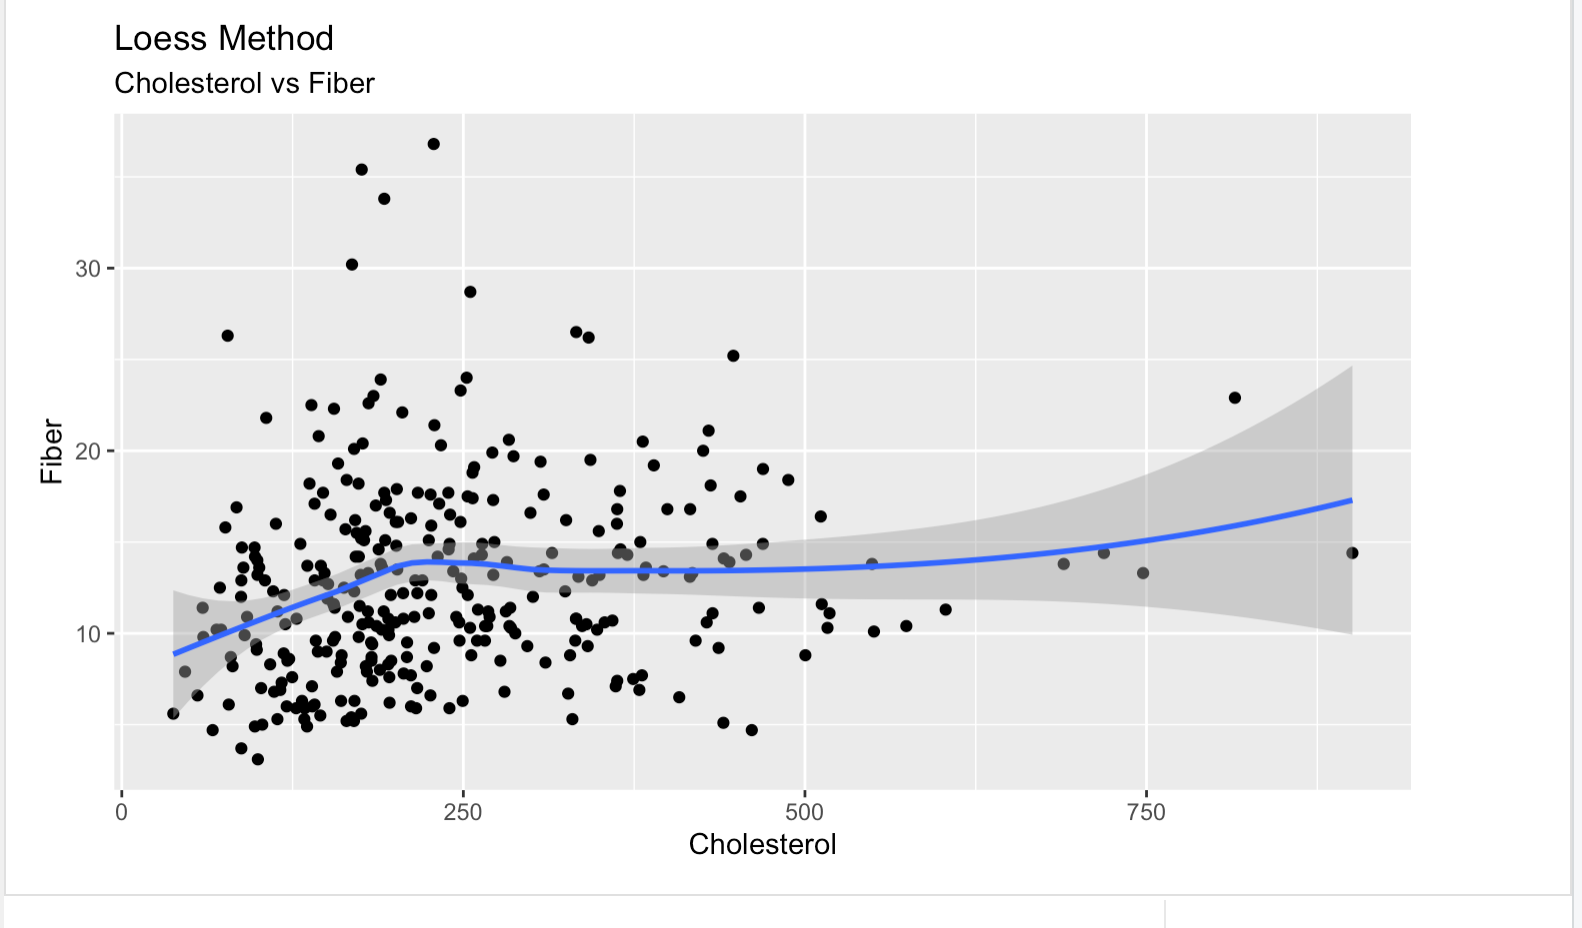 Loess Method
Cholesterol vs Fiber
30
20
10
Fiber
0 250 500 750
Cholesterol